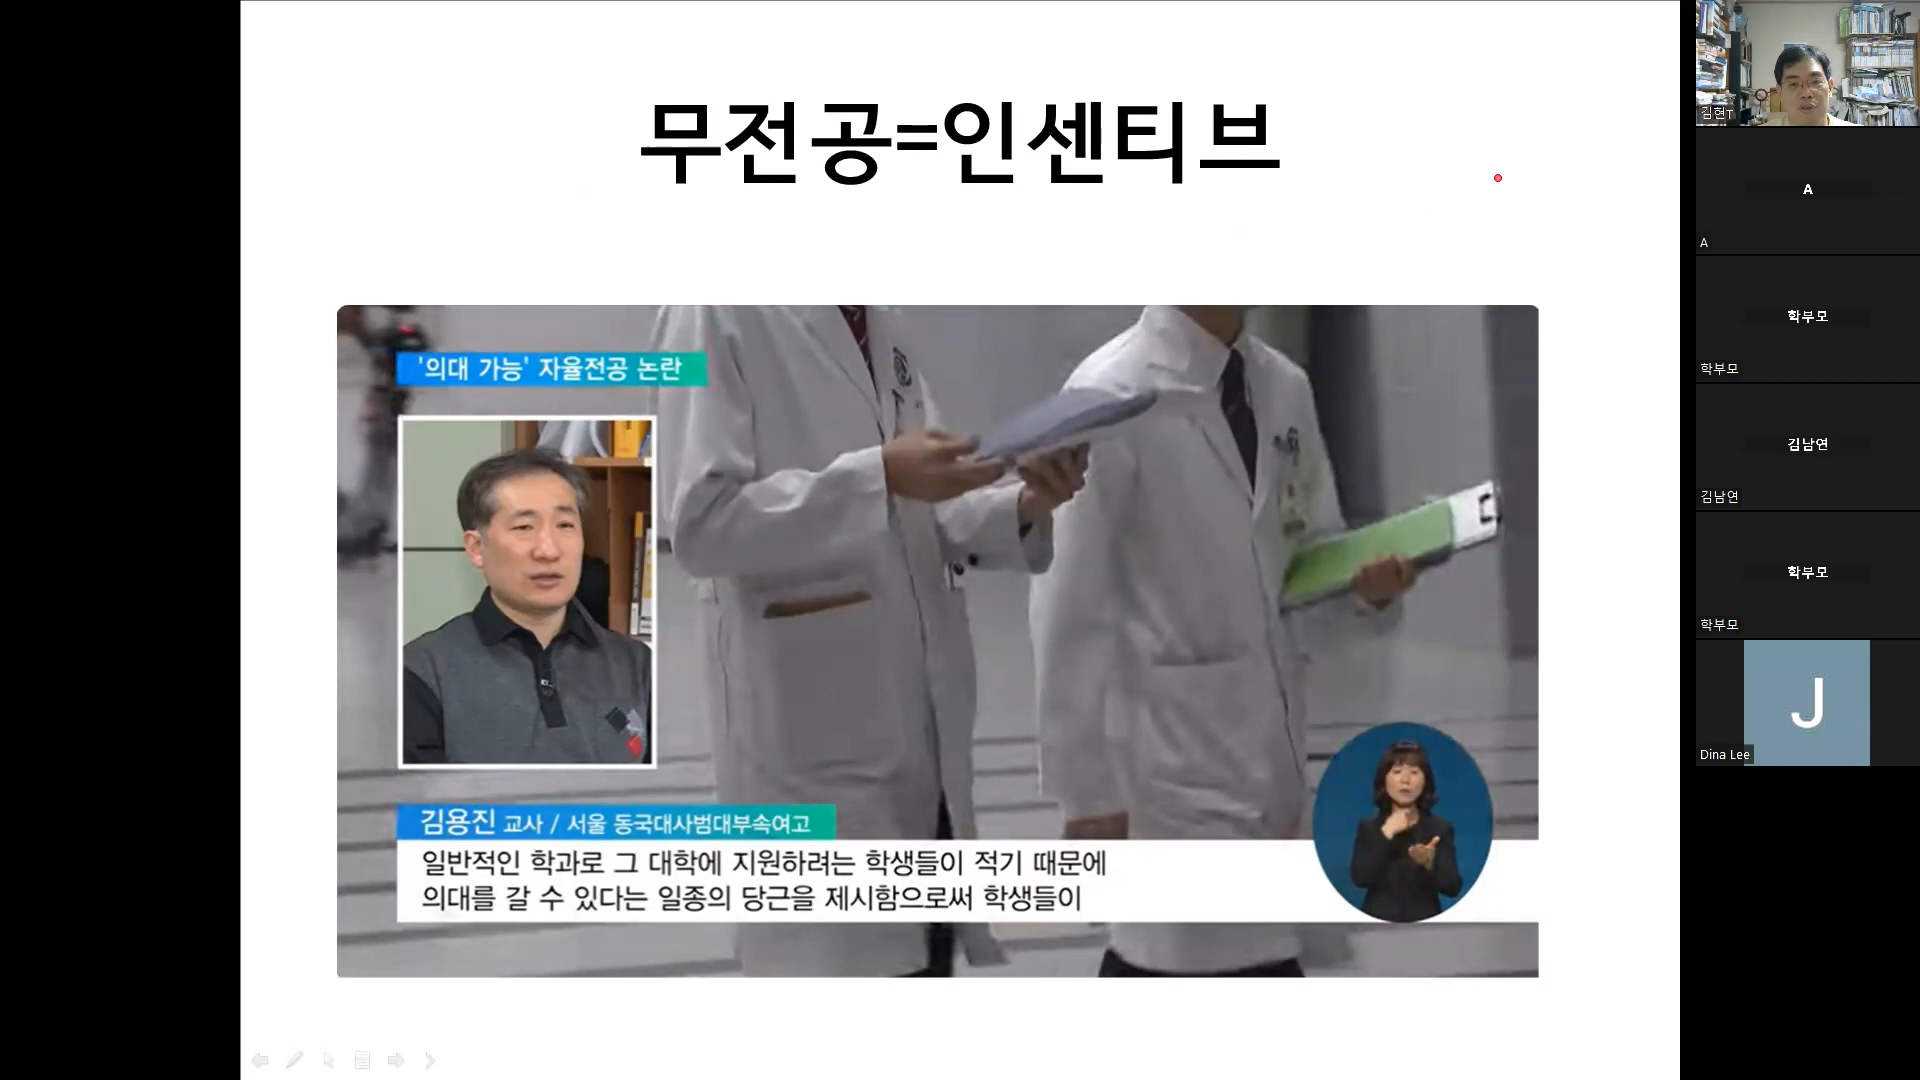 무전공=인센티브
'의대 가능' 자율전공 논란
김용진 교사 / 서울 동국대사범대부속여고
일반적인 학과로 그 대학에 지원하려는 학생들이 적기 때문에
의대를 갈 수 있다는 일종의 당근을 제시함으로써 학생들이
김현T
A
A
학부모
학부모
김남연
김남연
학부모
학부모
J
Dina Lee